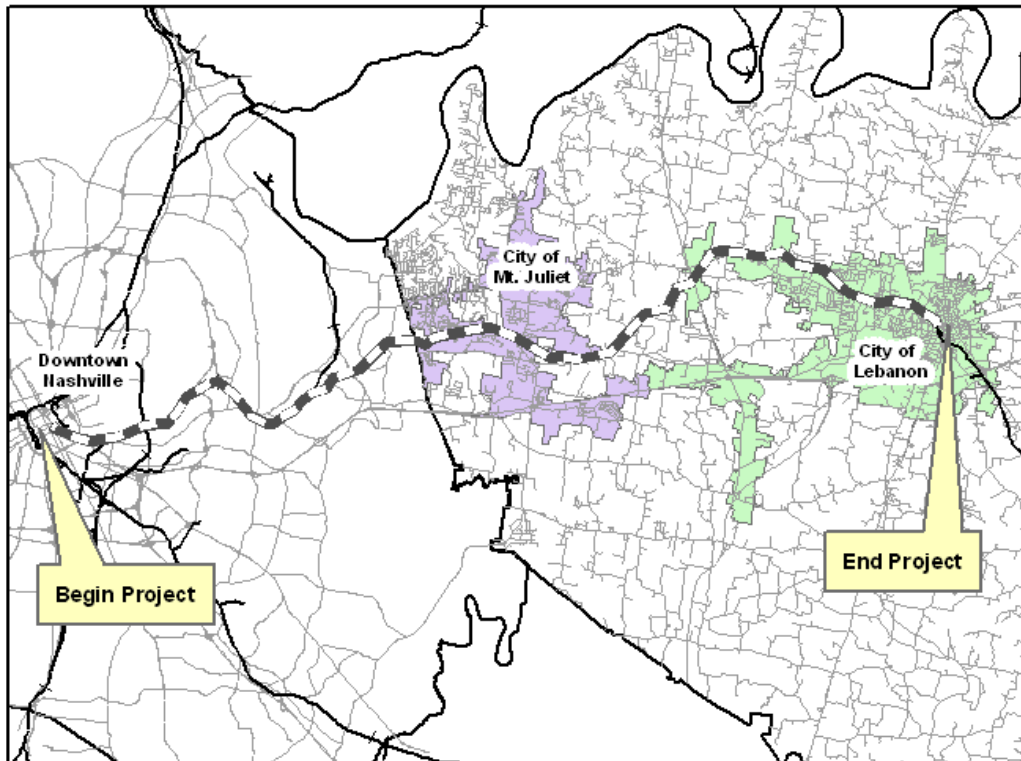 City of
Mt. Juliet
Downtown
Nashville
City of
Lebanon
End Project
Begin Project